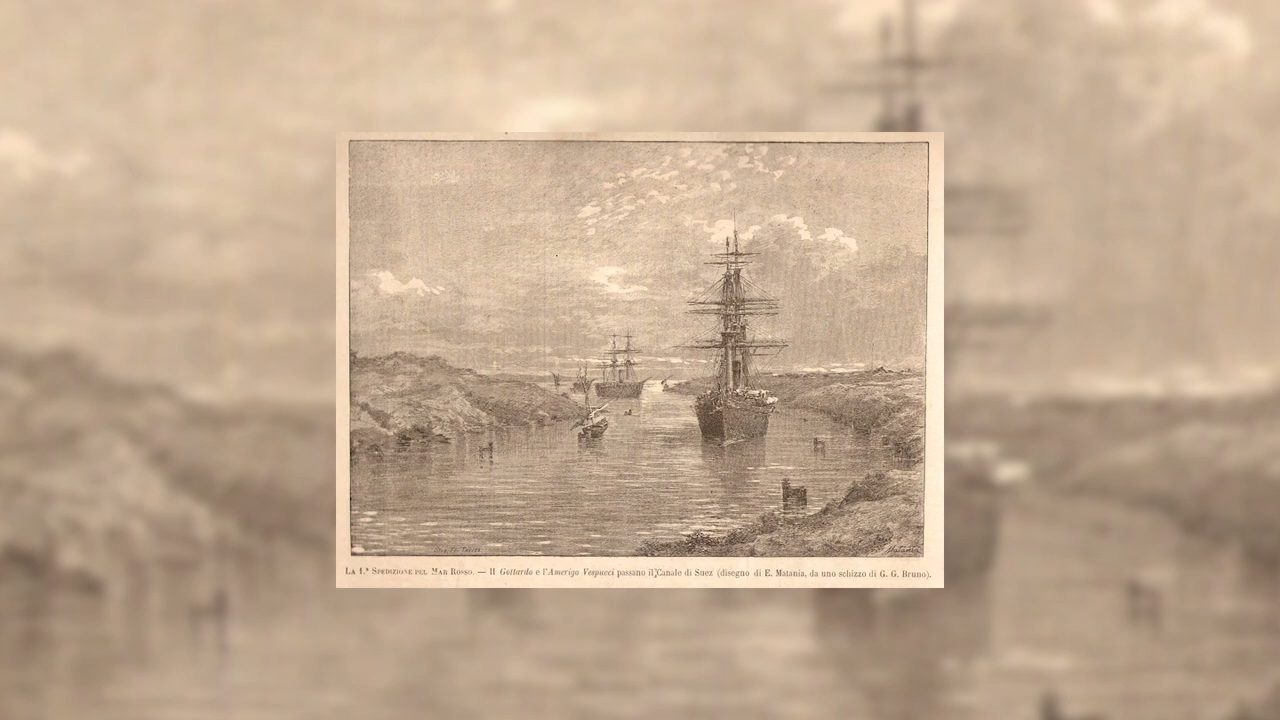 LA 1.ª SPEDIZIONE PEL MAR ROSSO. — Il Gottardo e l'Amerigo Vespucci passano il Canale di Suez (disegno di E. Matania, da uno schizzo di G. G. Bruno).